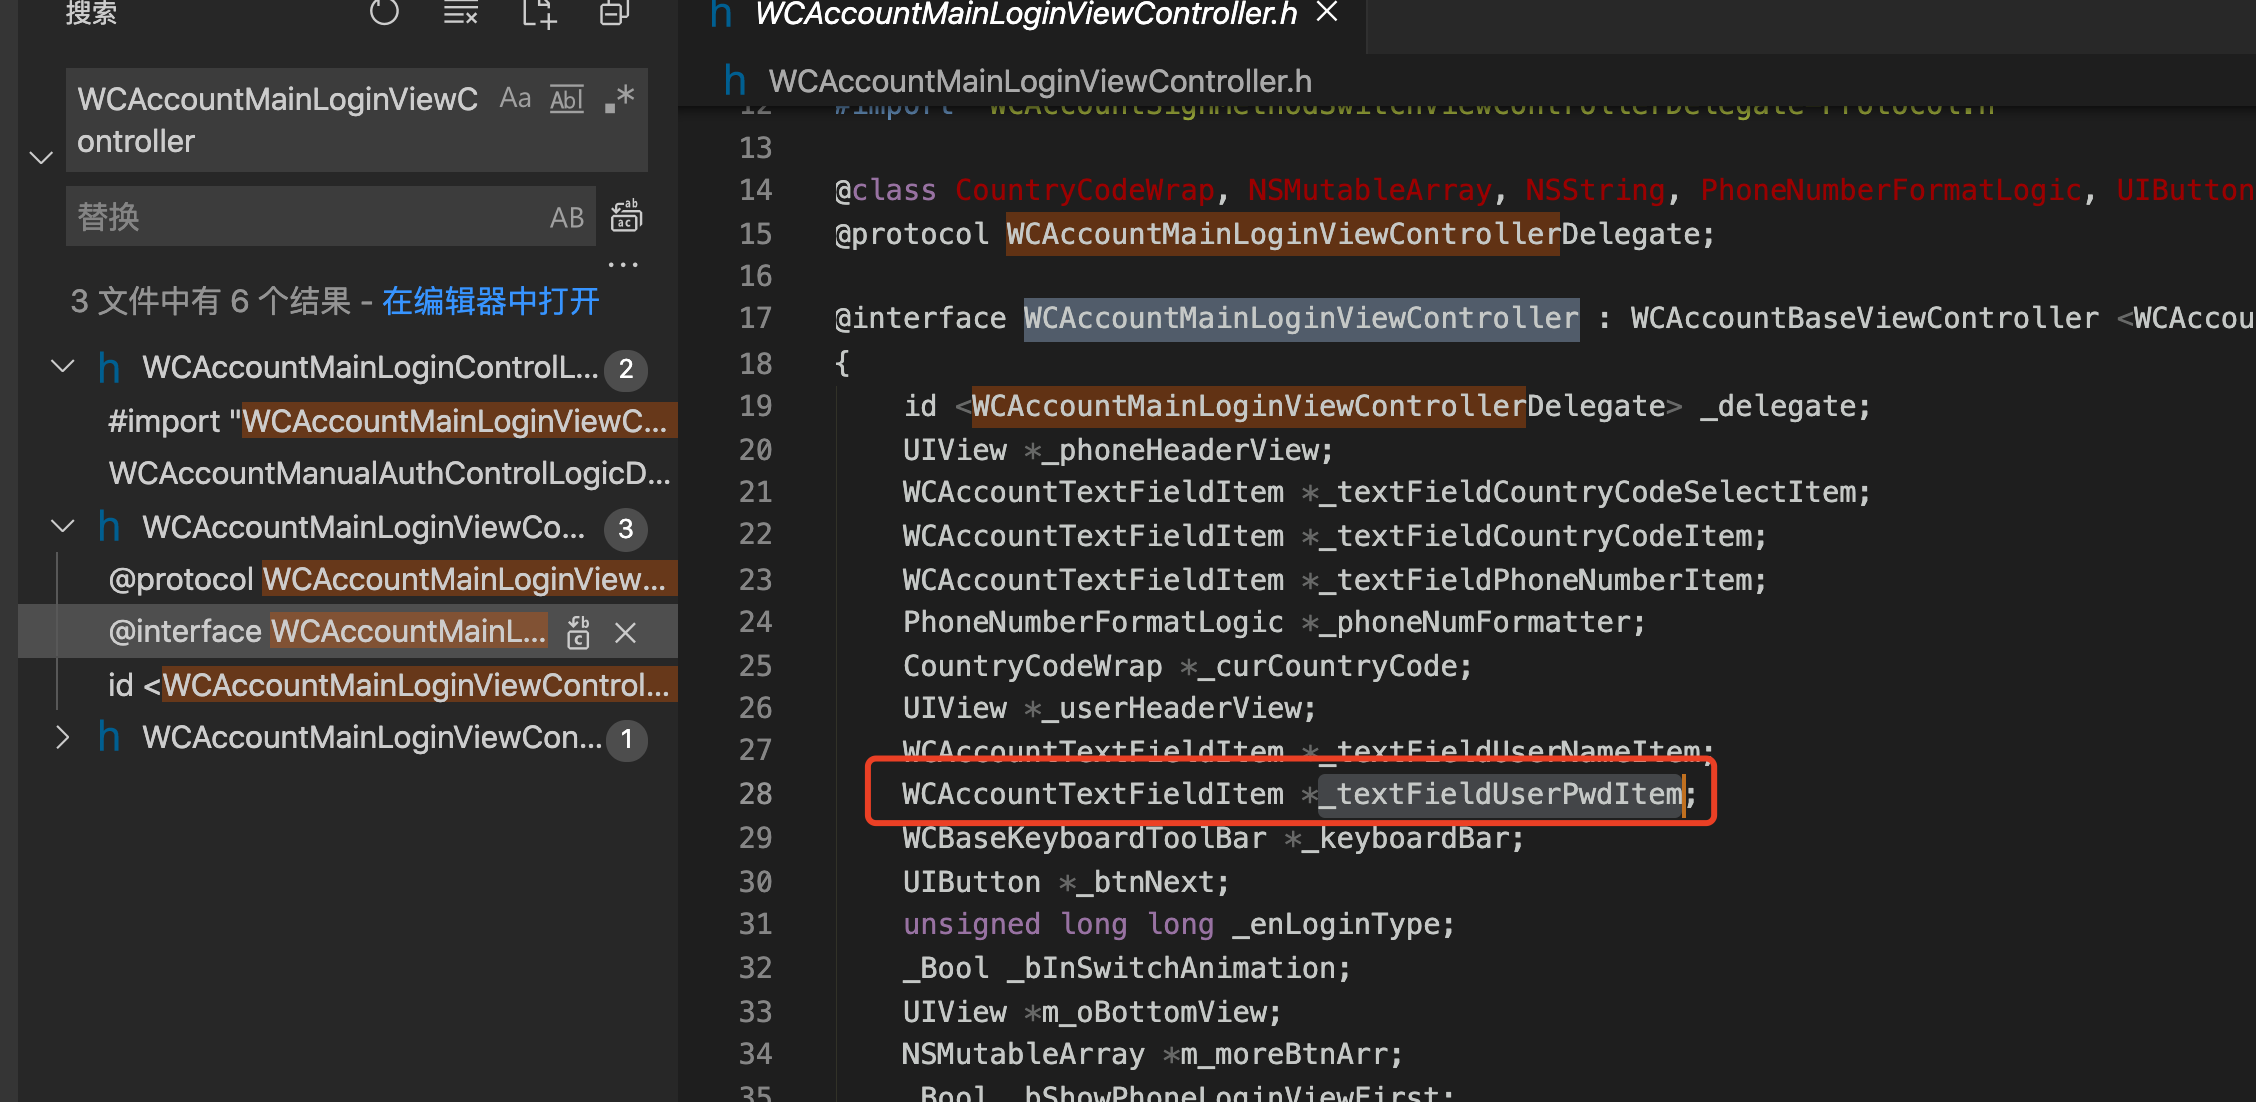 搜索
WCAccountMainLoginViewC
ontroller
Aa Abl .*
替换
AB
...
3 文件中有 6 个结果 - 在编辑器中打开
h WCAccountMainLoginControlL... 2
#import "WCAccountMainLoginViewC...
WCAccountManualAuthControlLogicD...
h WCAccountMainLoginViewCo... 3
@protocol WCAccountMainLoginView...
@interface WCAccountMainL...
id <WCAccountMainLoginViewControl...
h WCAccountMainLoginViewCon... 1
h WCAccountMainLoginViewController.h
h WCAccountMainLoginViewController.h
12 #import "WCAccountSignMethodSwitchViewControllerDelegate-Protocol.h"
13
14 @class CountryCodeWrap, NSMutableArray, NSString, PhoneNumberFormatLogic, UIButton
15 @protocol WCAccountMainLoginViewControllerDelegate;
16
17 @interface WCAccountMainLoginViewController : WCAccountBaseViewController <WCAccou
18 {
19 id <WCAccountMainLoginViewControllerDelegate> _delegate;
20 UIView *_phoneHeaderView;
21 WCAccountTextFieldItem *_textFieldCountryCodeSelectItem;
22 WCAccountTextFieldItem *_textFieldCountryCodeItem;
23 WCAccountTextFieldItem *_textFieldPhoneNumberItem;
24 PhoneNumberFormatLogic *_phoneNumFormatter;
25 CountryCodeWrap *_curCountryCode;
26 UIView *_userHeaderView;
27 WCAccountTextFieldItem *_textFieldUserNameItem;
28 WCAccountTextFieldItem *_textFieldUserPwdItem;
29 WCBaseKeyboardToolBar *_keyboardBar;
30 UIButton *_btnNext;
31 unsigned long long _enLoginType;
32 _Bool _bInSwitchAnimation;
33 UIView *m_oBottomView;
34 NSMutableArray *m_moreBtnArr;
35 _Bool _bShowPhoneLoginViewFirst;